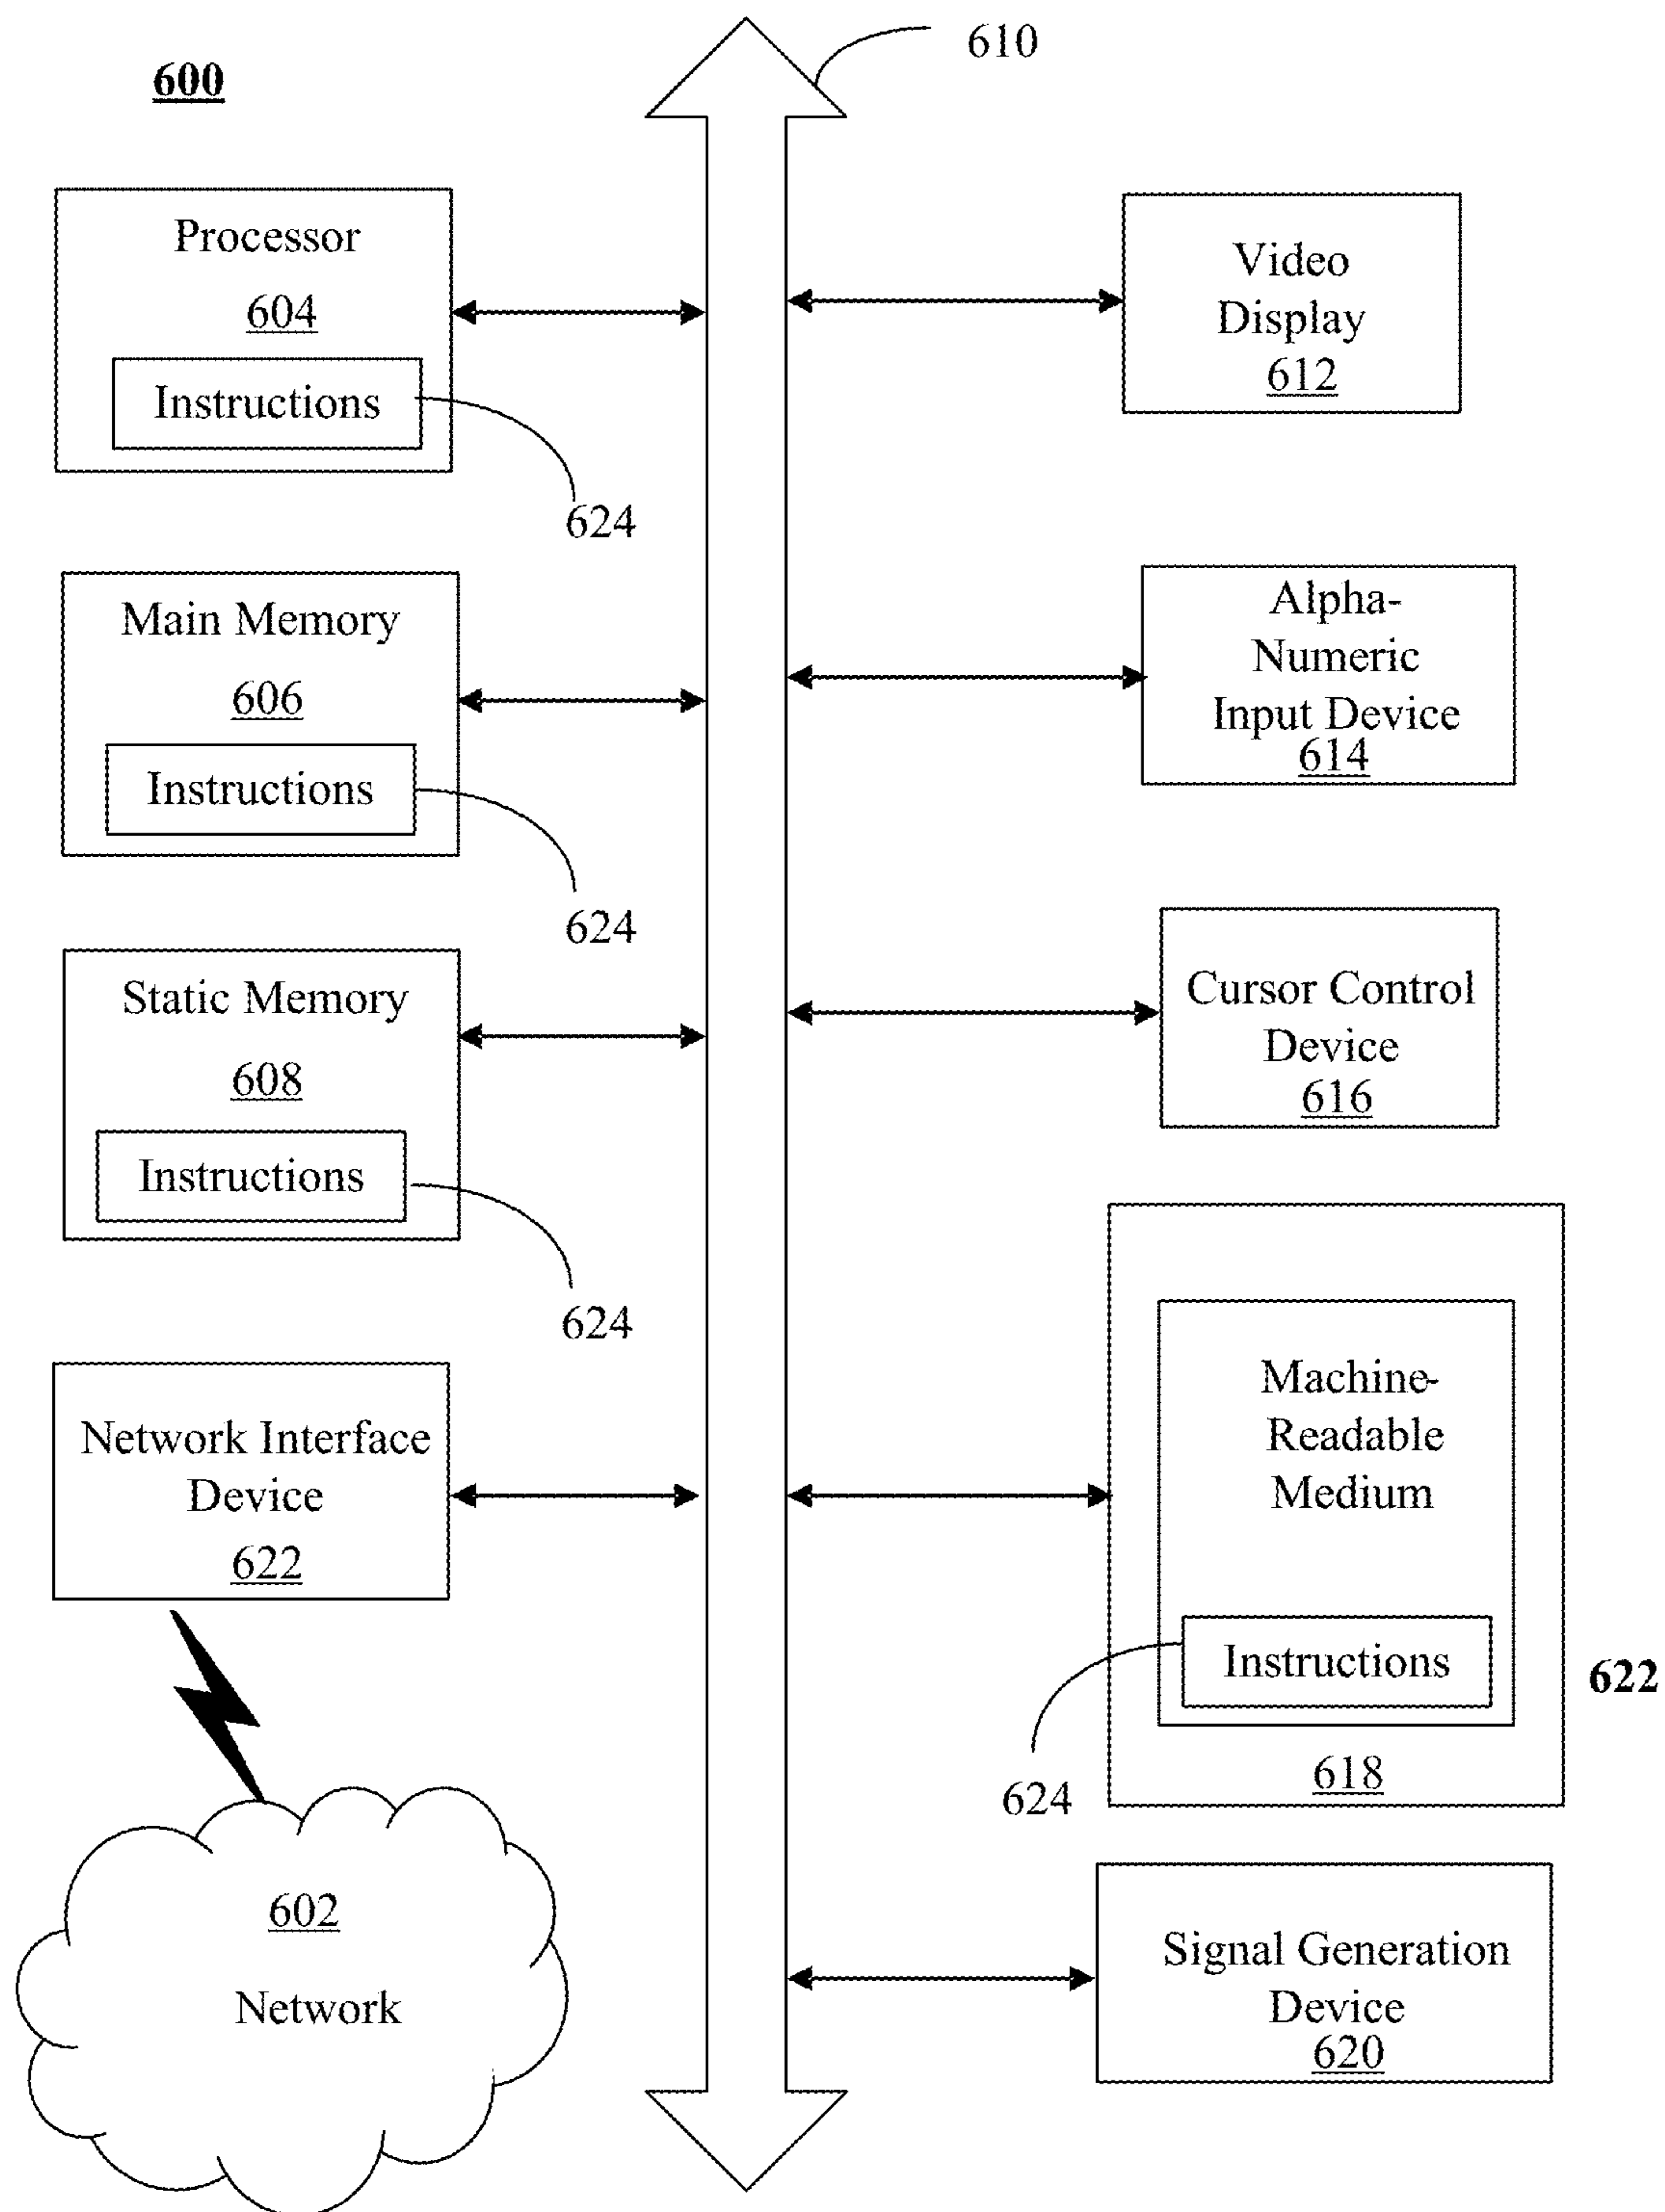 600
610
Processor
604
Instructions
624
Main Memory
606
Instructions
624
Static Memory
608
Instructions
624
Network Interface
Device
622
602
Network
Video
Display
612
Alpha-
Numeric
Input Device
614
Cursor Control
Device
616
Machine-
Readable
Medium
Instructions
624
618
622
Signal Generation
Device
620